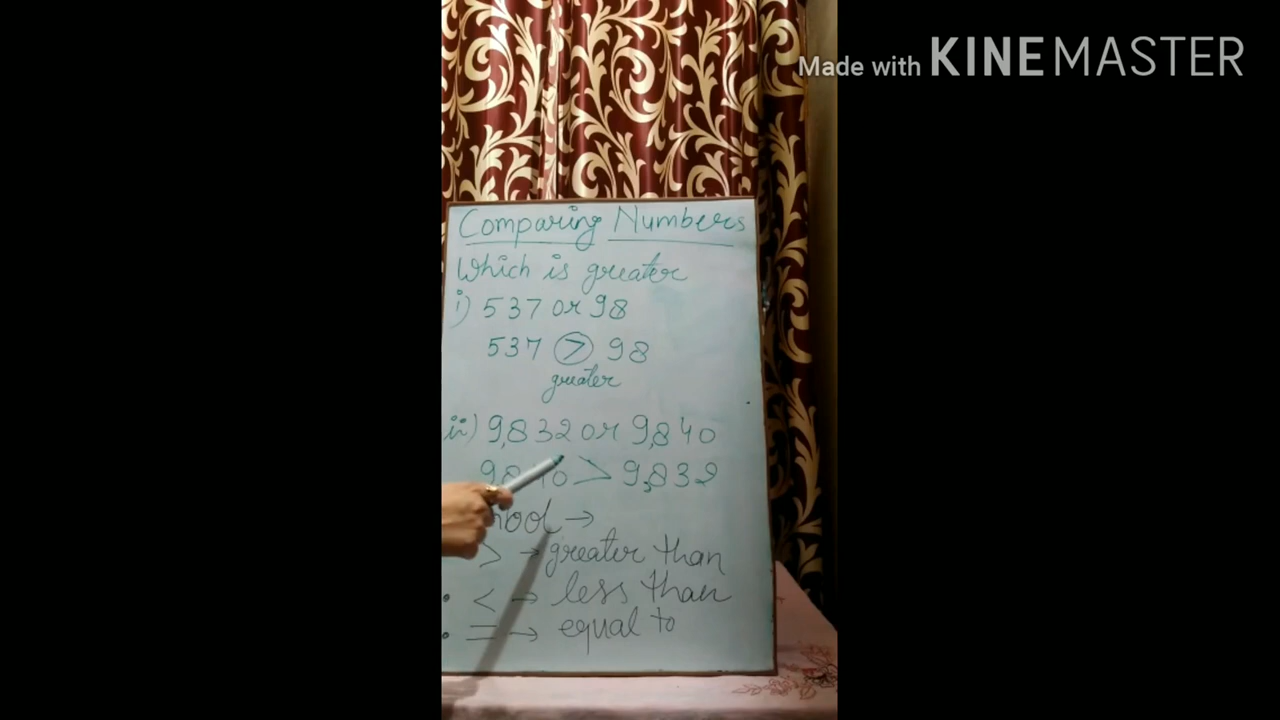 Made with KINEMASTER
Comparing Numbers
Which is greater
i) 537 or 98
537 > 98
greater
ii) 9,832 or 9,840
> 9,832
→
> → greater than
• < → less than
• = → equal to